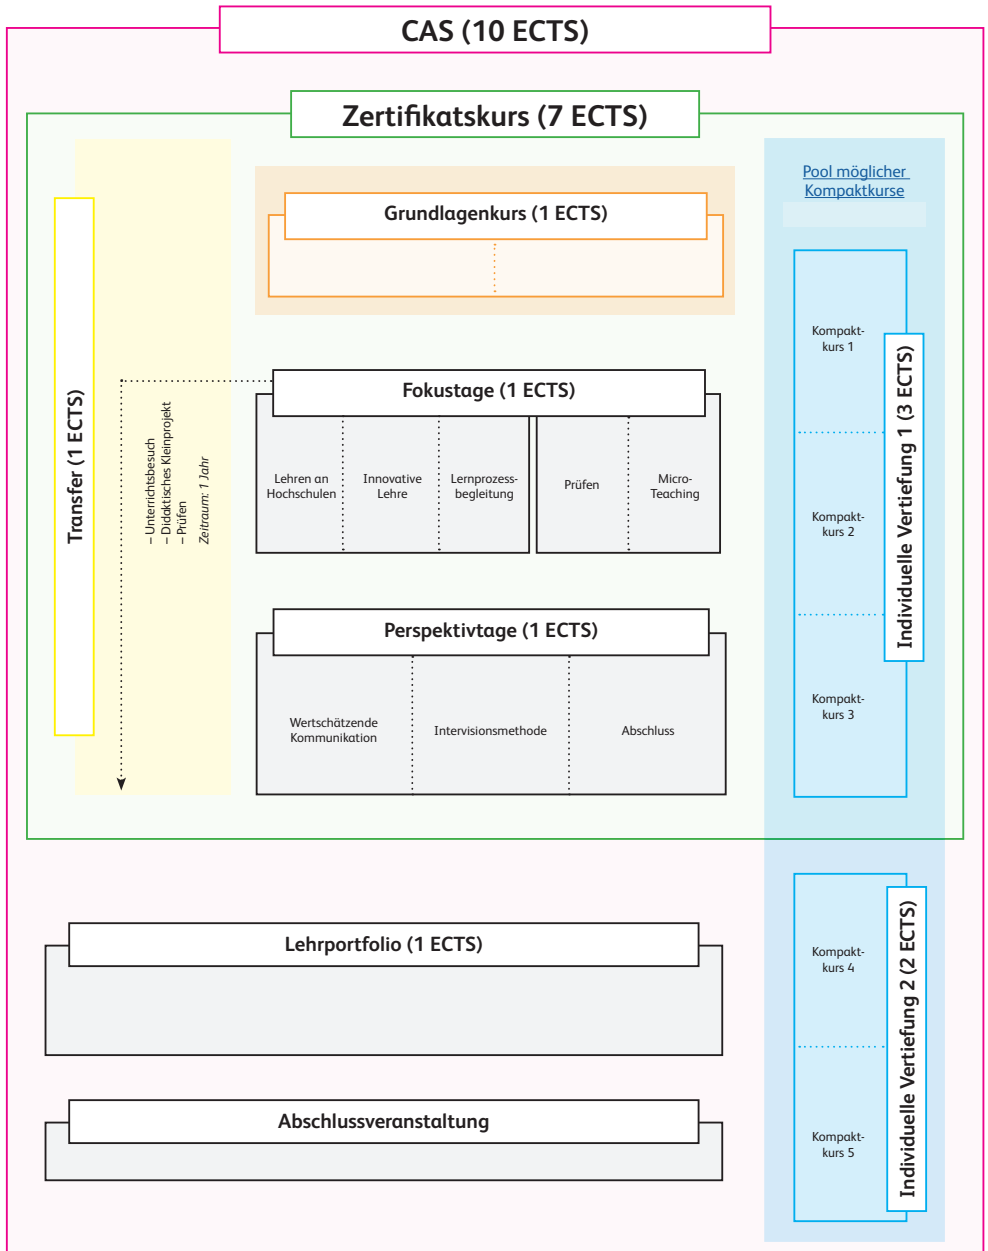 CAS (10 ECTS)
Zertifikatskurs (7 ECTS)
Pool möglicher
Kompaktkurse
Grundlagenkurs (1 ECTS)
Transfer (1 ECTS)
– Unterrichtsbesuch
– Didaktisches Kleinprojekt
– Prüfen
Zeitraum: 1 Jahr
Fokustage (1 ECTS)
Lehren an
Hochschulen
Innovative
Lehre
Lernprozess-
begleitung
Prüfen
Micro-
Teaching
Perspektivtage (1 ECTS)
Wertschätzende
Kommunikation
Intervisionsmethode
Abschluss
Kompakt-
kurs 1
Kompakt-
kurs 2
Kompakt-
kurs 3
Individuelle Vertiefung 1 (3 ECTS)
Lehrportfolio (1 ECTS)
Abschlussveranstaltung
Kompakt-
kurs 4
Kompakt-
kurs 5
Individuelle Vertiefung 2 (2 ECTS)